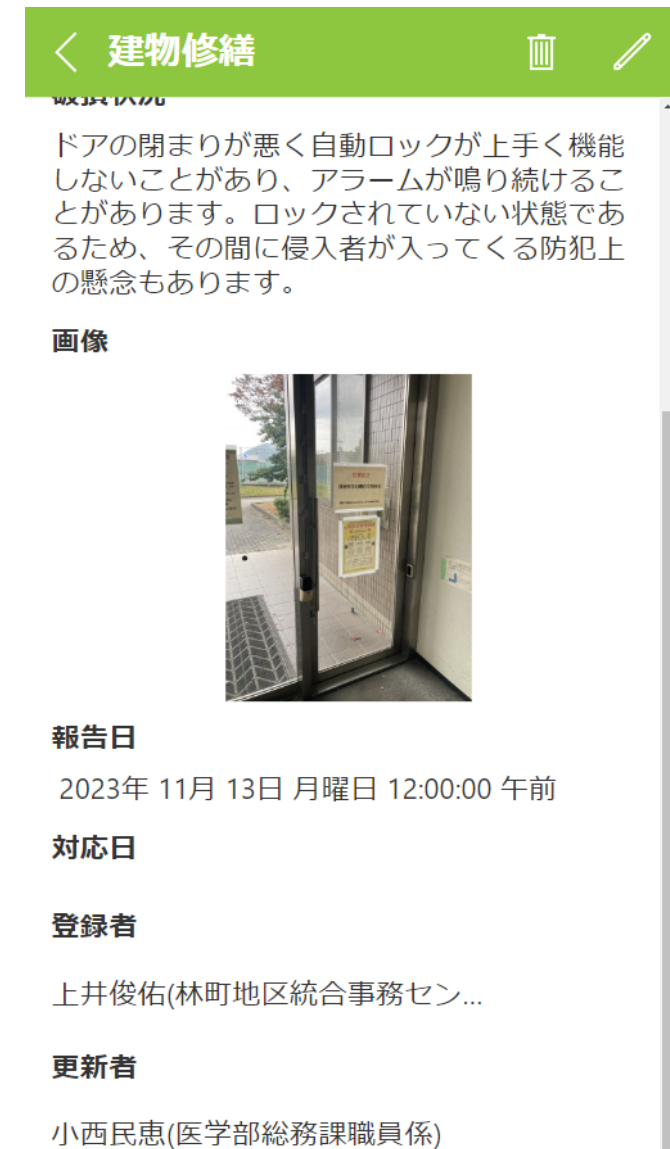 建物修繕
破損状況
ドアの閉まりが悪く自動ロックが上手く機能
しないことがあり、アラームが鳴り続けるこ
とがあります。ロックされていない状態であ
るため、その間に侵入者が入ってくる防犯上
の懸念もあります。
画像
報告日
2023年 11月 13日 月曜日 12:00:00 午前
対応日
登録者
上井俊佑(林町地区統合事務セン...
更新者
小西民恵(医学部総務課職員係)